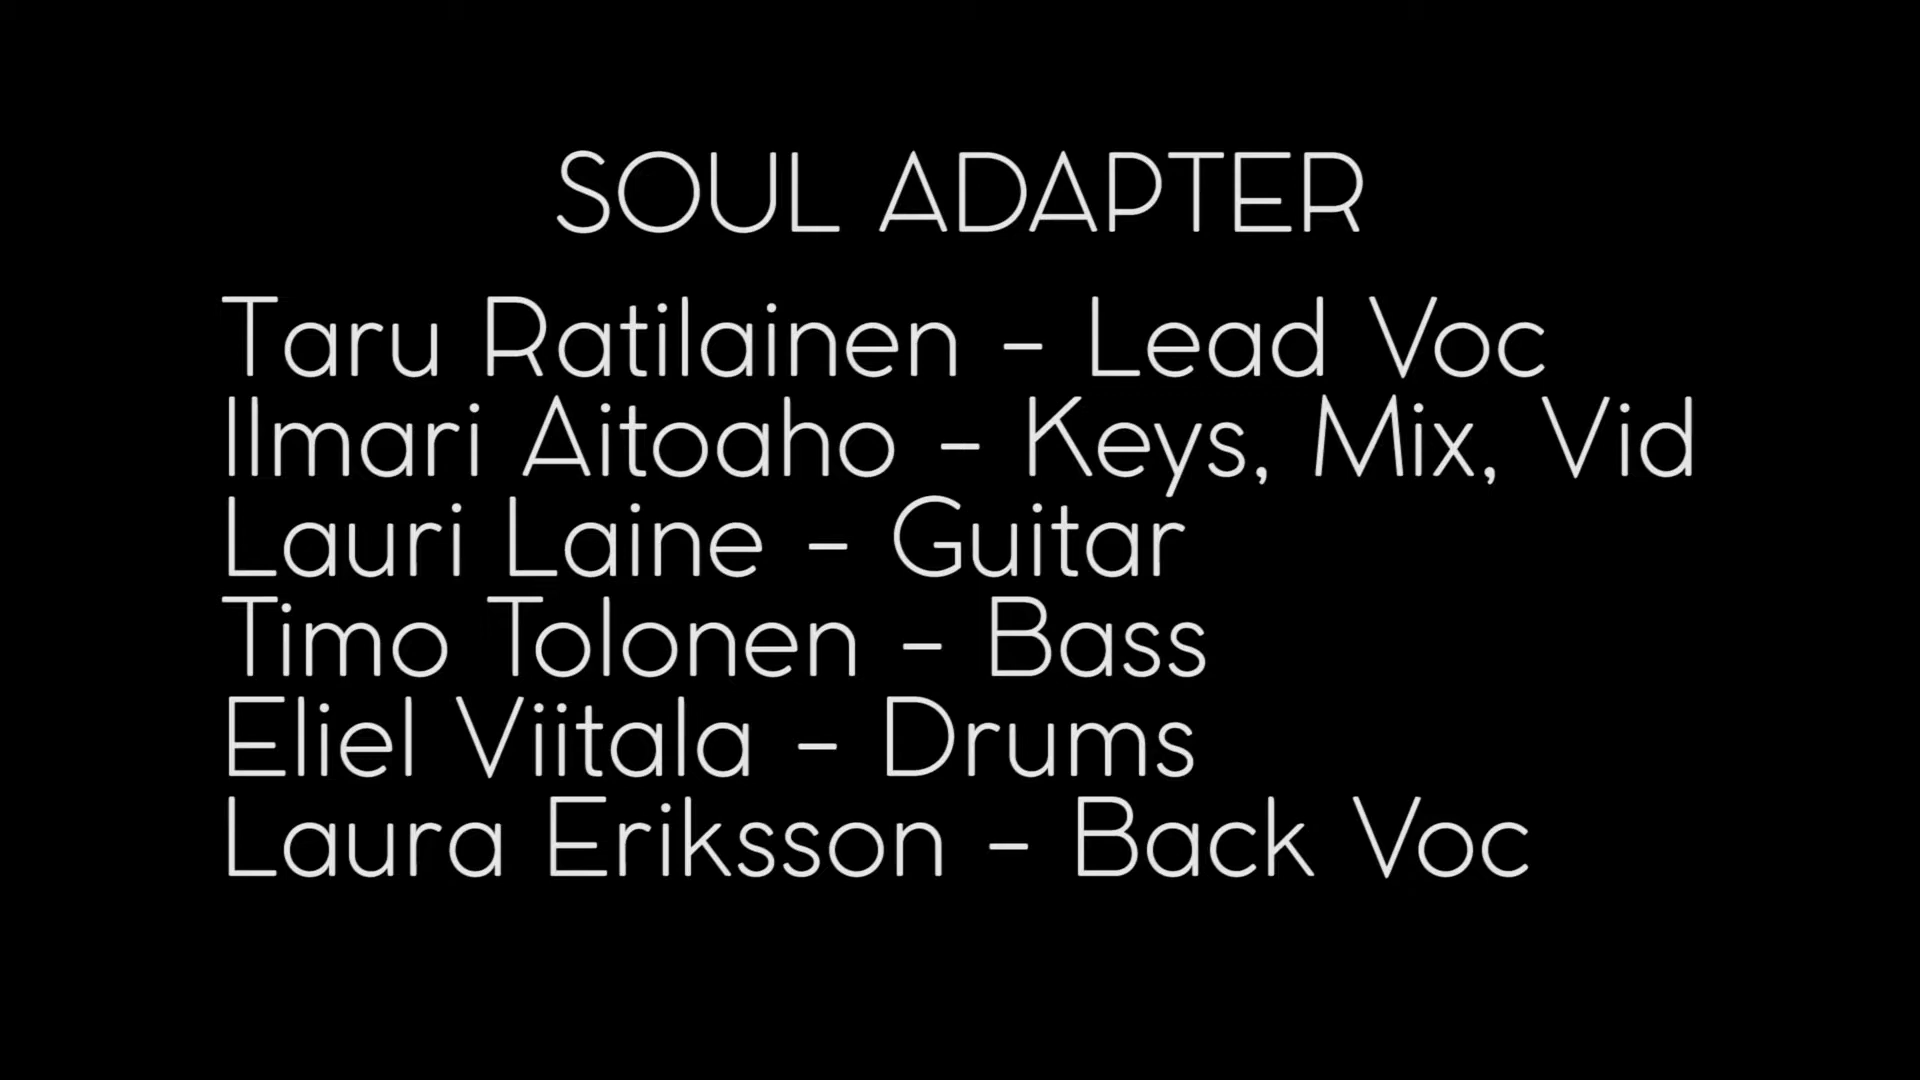 SOUL ADAPTER
Taru Ratilainen - Lead Voc
Ilmari Aitoaho - Keys, Mix, Vid
Lauri Laine - Guitar
Timo Tolonen - Bass
Eliel Viitala - Drums
Laura Eriksson - Back Voc